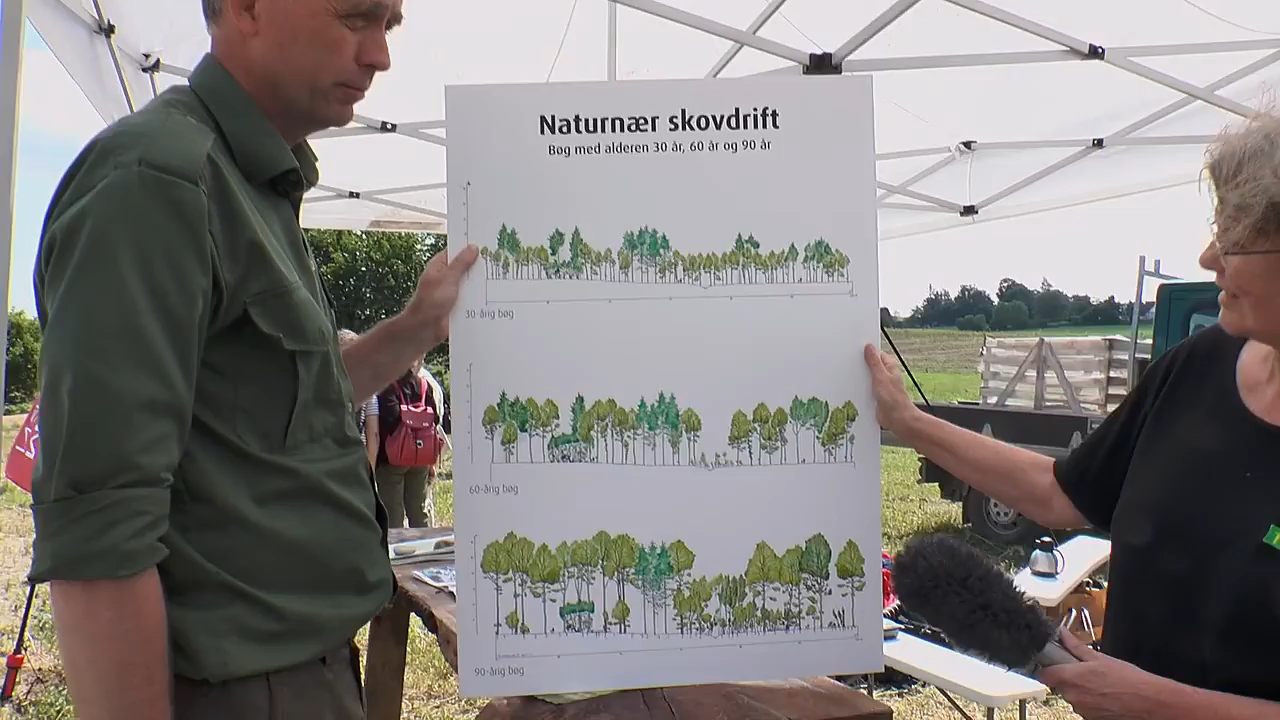 Naturnær skovdrift
Bøg med alderen 30 år, 60 år og 90 år
30-årig bøg
60-årig bøg
90-årig bøg